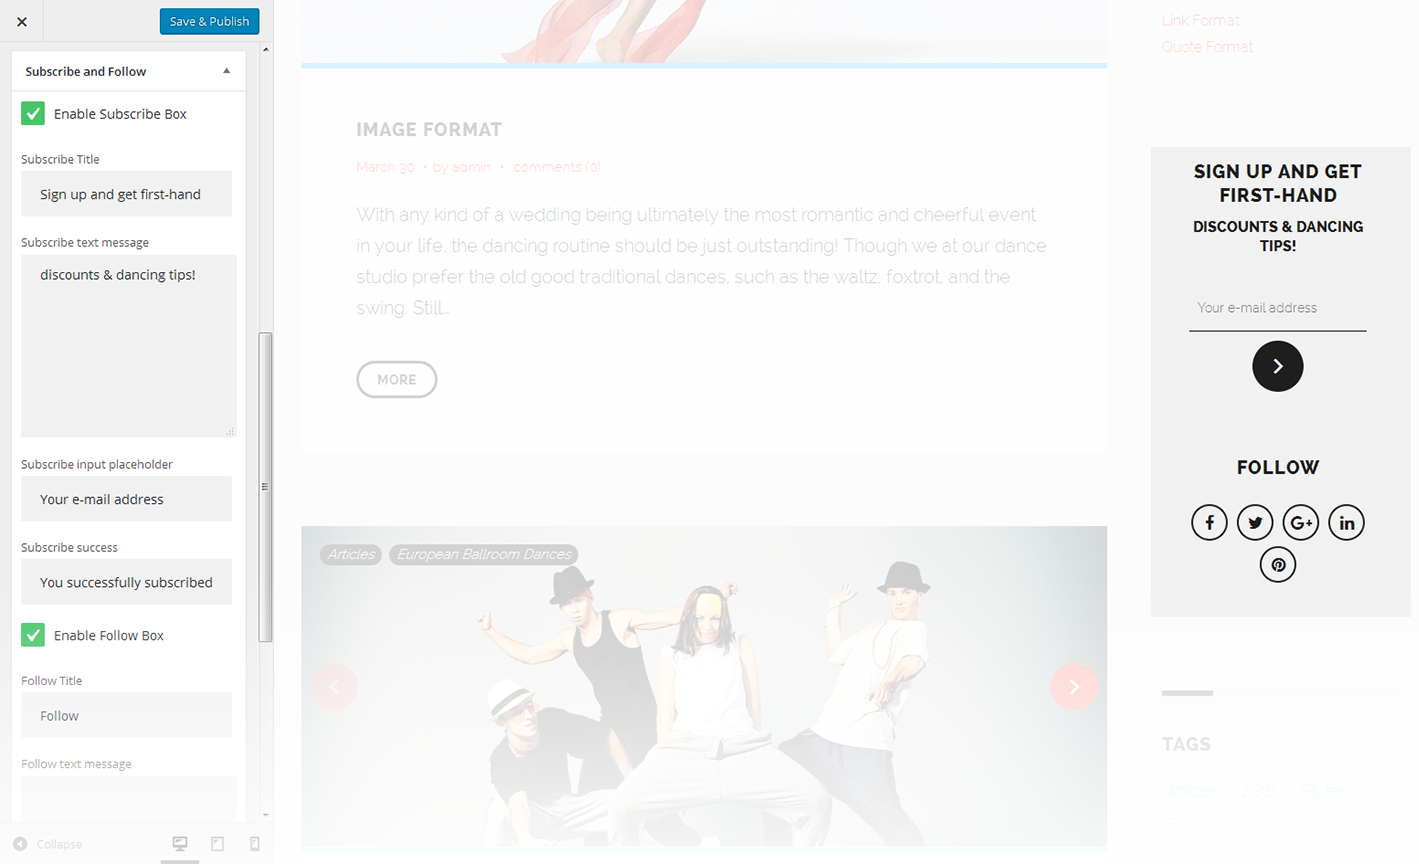 Save & Publish
Subscribe and Follow
Enable Subscribe Box
Subscribe Title
Sign up and get first-hand
Subscribe text message
discounts & dancing tips!
Subscribe input placeholder
Your e-mail address
Subscribe success
You successfully subscribed
Enable Follow Box
Follow Title
Follow
Follow text message
Collapse
IMAGE FORMAT
March 30 • by admin • comments (0)
With any kind of a wedding being ultimately the most romantic and cheerful event
in your life, the dancing routine should be just outstanding! Though we at our dance
studio prefer the old good traditional dances, such as the waltz, foxtrot, and the
swing. Still...
MORE
Articles European Ballroom Dances
Link Format
Quote Format
SIGN UP AND GET
FIRST-HAND
DISCOUNTS & DANCING
TIPS!
Your e-mail address
FOLLOW
TAGS
Articles Lists Styles